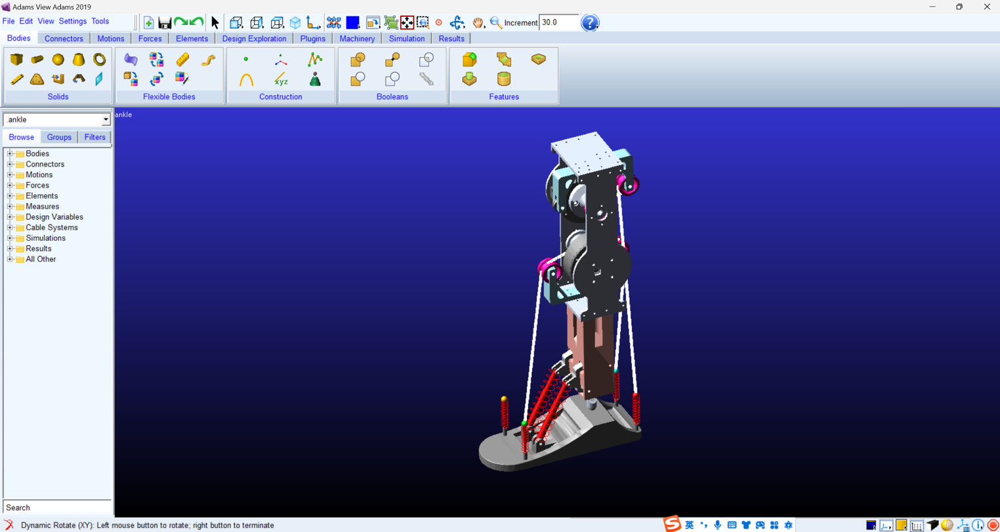 Adams View Adams 2019
File Edit View Settings Tools
Increment 30.0
Bodies Connectors Motions Forces Elements Design Exploration Plugins Machinery Simulation Results
xyz
Solids Flexible Bodies Construction Booleans Features
.ankle
ankle
Browse Groups Filters
Bodies
Connectors
Motions
Forces
Elements
Measures
Design Variables
Cable Systems
Simulations
Results
All Other
Search
Dynamic Rotate (XY): Left mouse button to rotate; right button to terminate
英